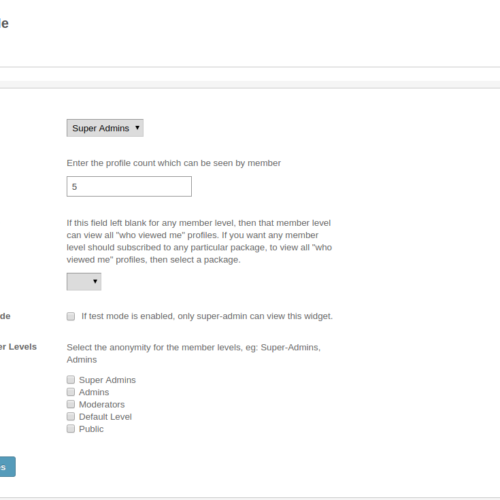 Super Admins
Enter the profile count which can be seen by member
5
If this field left blank for any member level, then that member level
can view all "who viewed me" profiles. If you want any member
level should subscribed to any particular package, to view all "who
viewed me" profiles, then select a package.
If test mode is enabled, only super-admin can view this widget.
Levels
Select the anonymity for the member levels, eg: Super-Admins,
Admins
Super Admins
Admins
Moderators
Default Level
Public